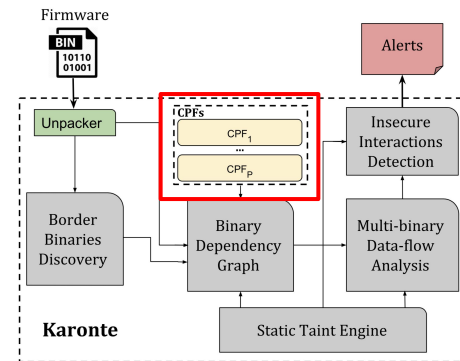 Firmware
BIN
10110
01001
Alerts
Unpacker
CPFs
CPF1
...
CPFP
Insecure
Interactions
Detection
Border
Binaries
Discovery
Binary
Dependency
Graph
Multi-binary
Data-flow
Analysis
Karonte
Static Taint Engine